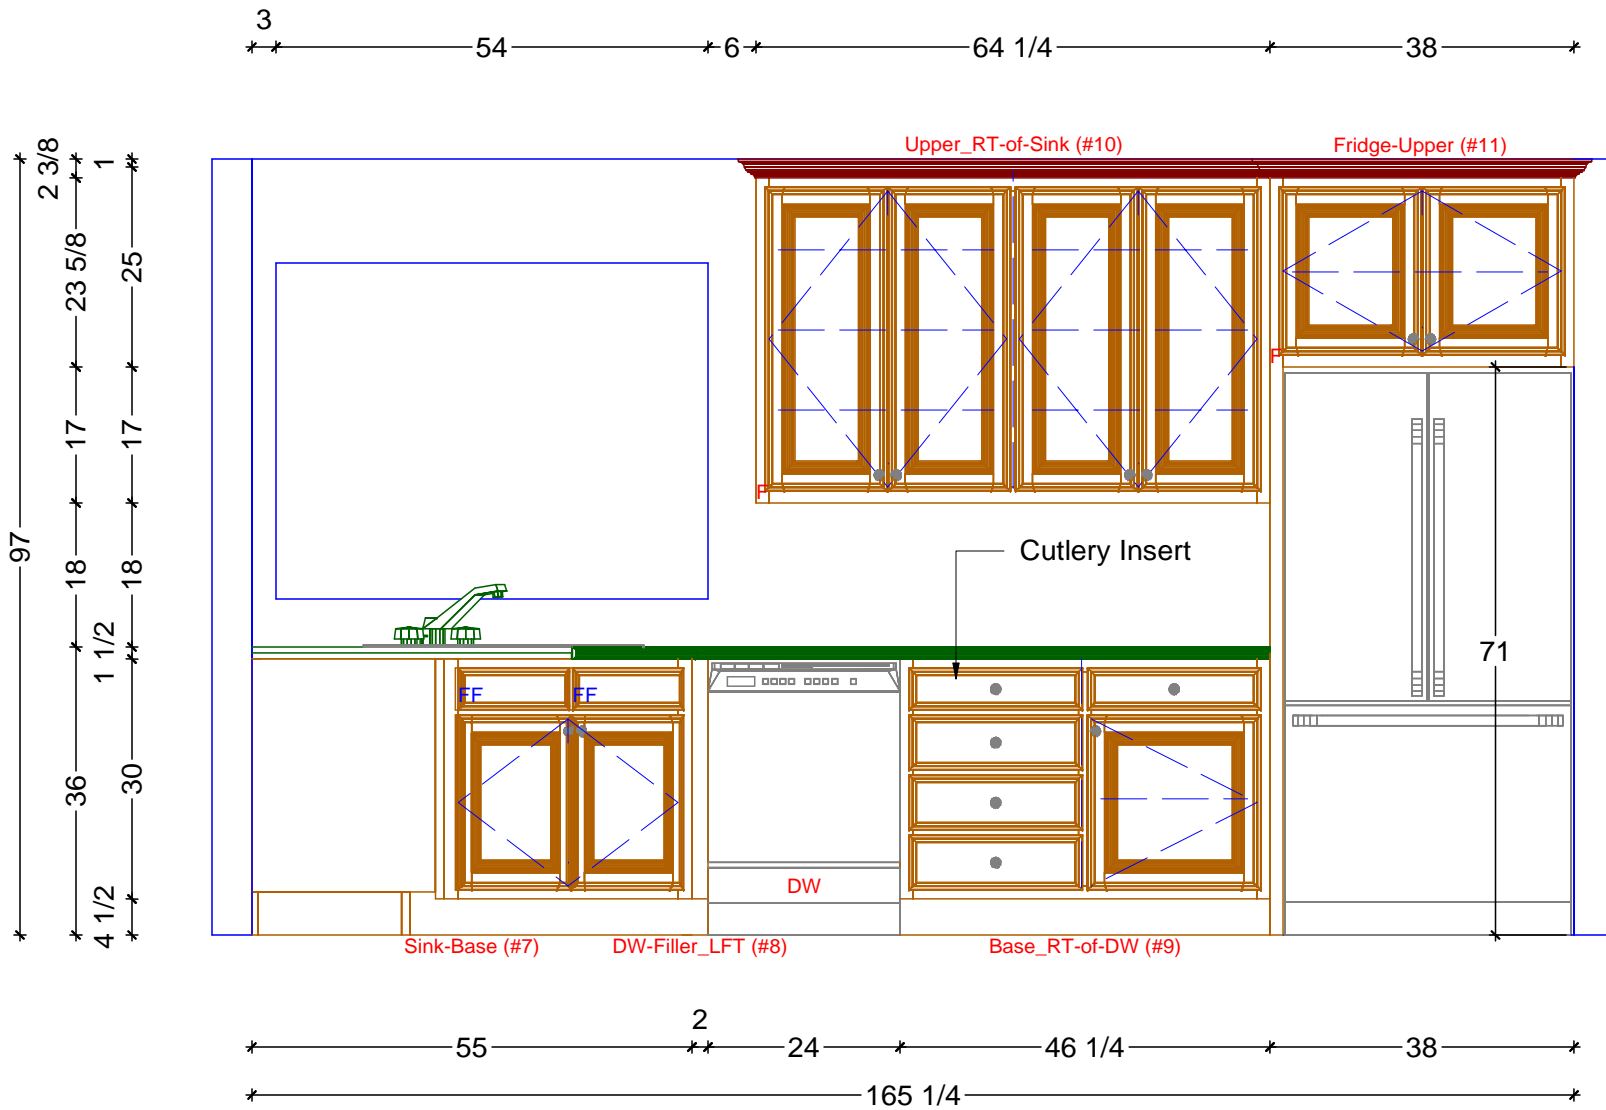 3
54
6
64 1/4
38
Upper_RT-of-Sink (#10)
Fridge-Upper (#11)
2 3/8
1
23 5/8
25
17
17
F
F
97
18
18
Cutlery Insert
1 1/2
71
FF
FF
36
30
DW
4 1/2
Sink-Base (#7)
DW-Filler_LFT (#8)
Base_RT-of-DW (#9)
2
55
24
46 1/4
38
165 1/4